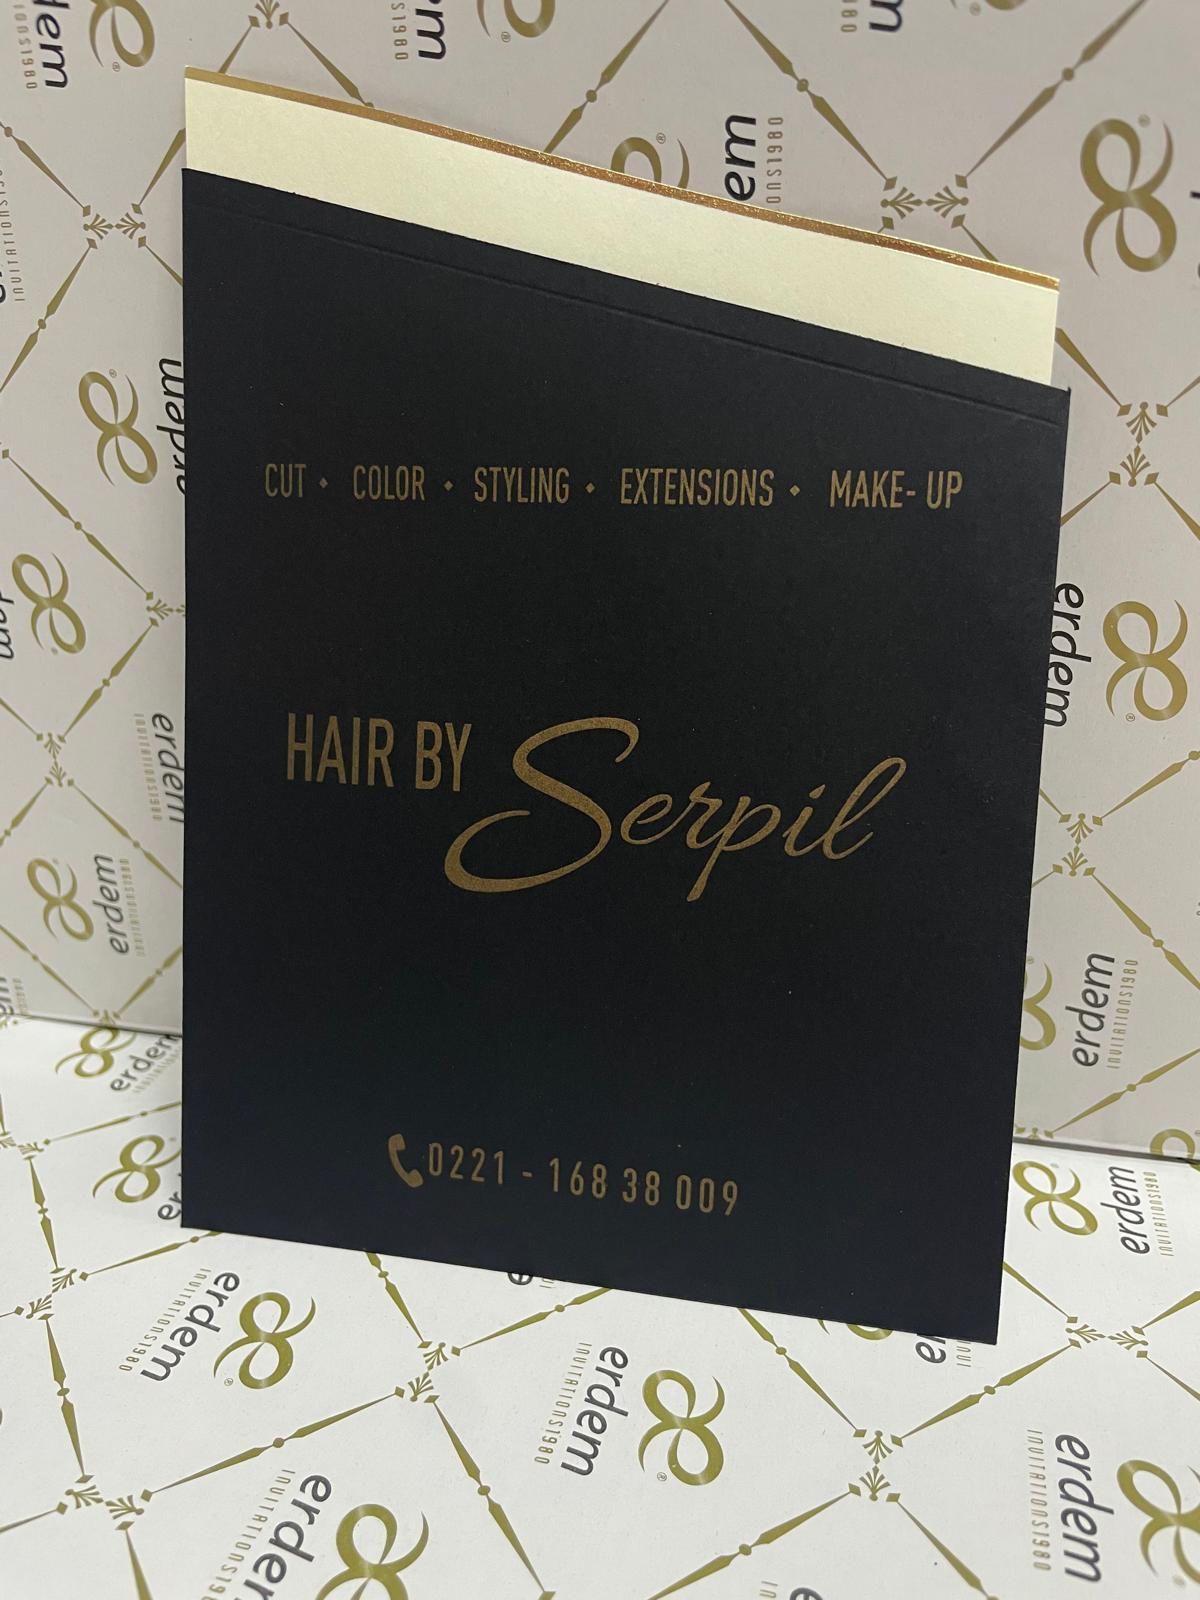 CUT • COLOR • STYLING • EXTENSIONS • MAKE- UP
HAIR BY Serpil
0221 - 168 38 009
erdem
INVITATIONS1980